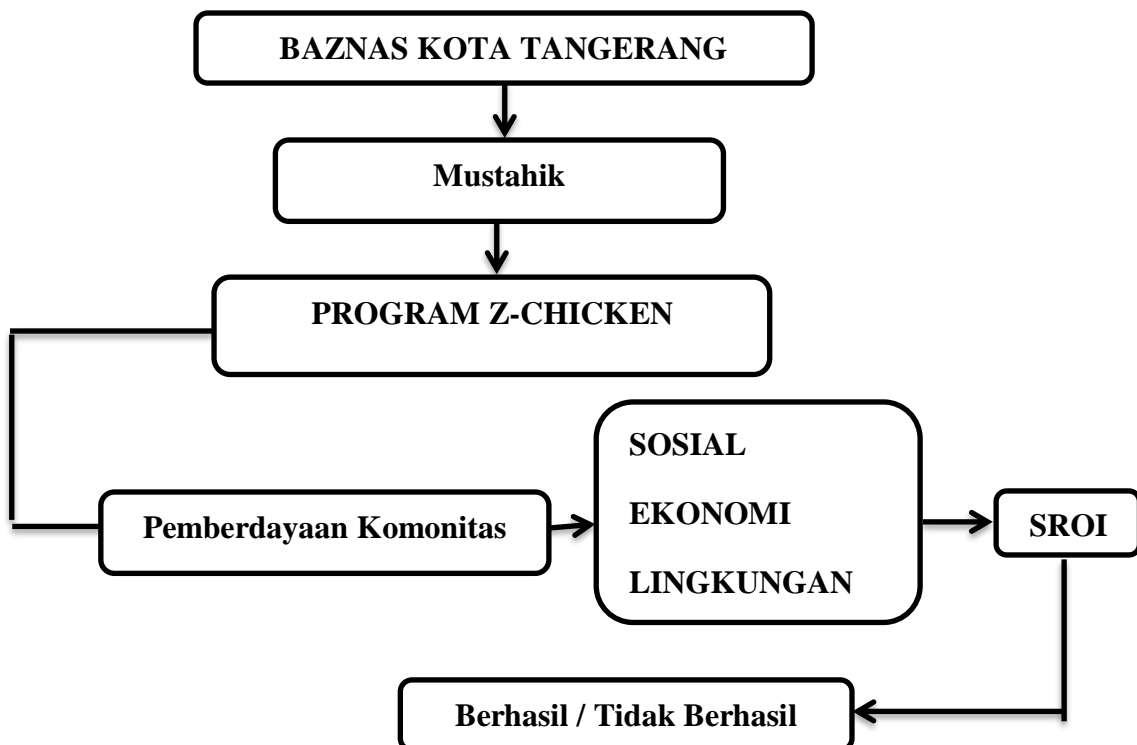 BAZNAS KOTA TANGERANG
Mustahik
PROGRAM Z-CHICKEN
Pemberdayaan Komonitas
SOSIAL
EKONOMI
LINGKUNGAN
SROI
Berhasil / Tidak Berhasil